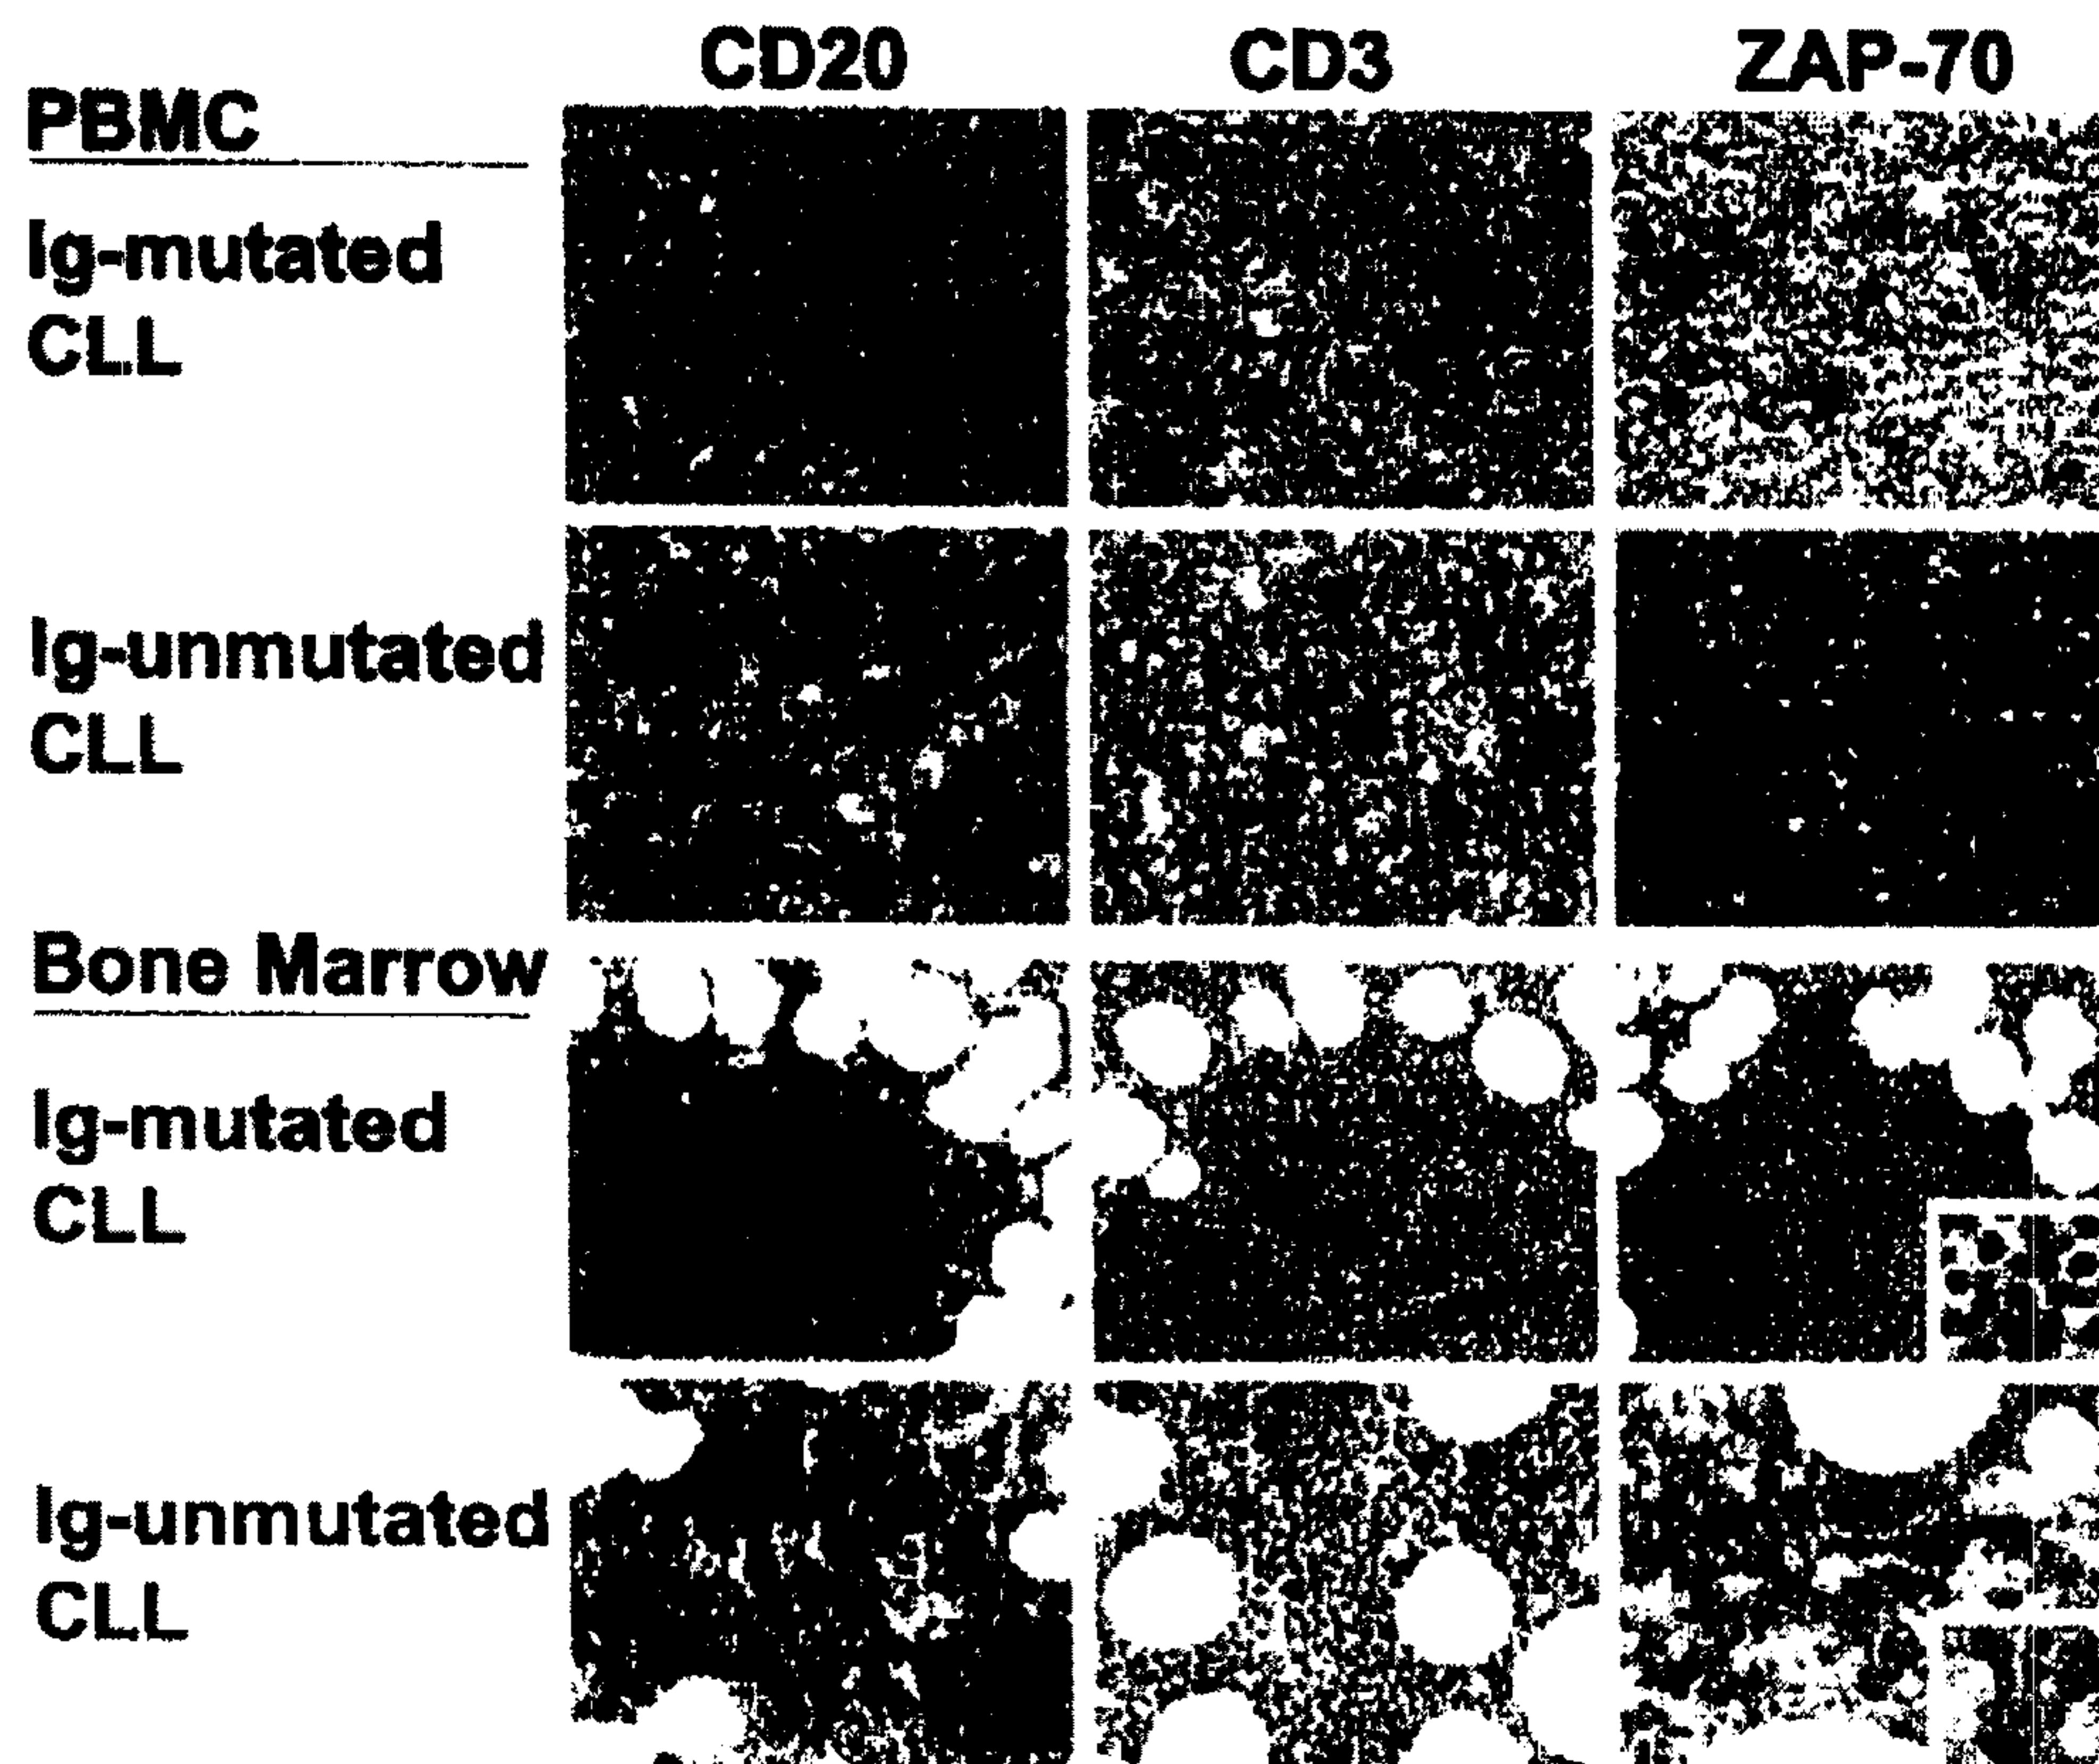 CD20 CD3 ZAP-70
PBMC
Ig-mutated
CLL
Ig-unmutated
CLL
Bone Marrow
Ig-mutated
CLL
Ig-unmutated
CLL